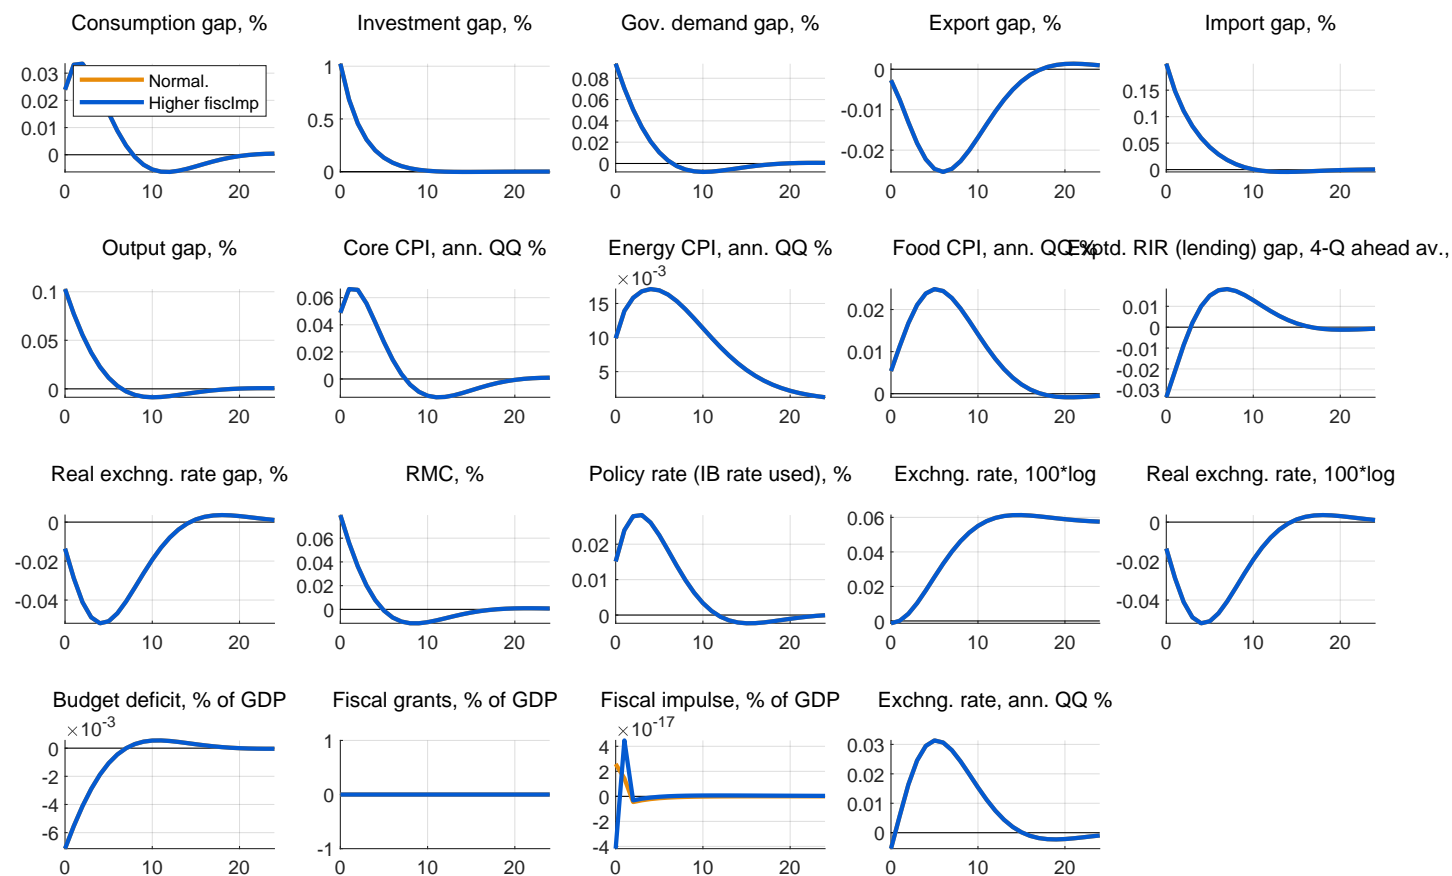 Consumption gap, %
Investment gap, %
Gov. demand gap, %
Export gap, %
Import gap, %
0.03
0.02
0.01
0
0 10 20
Normal.
Higher fiscImp
1
0.5
0
0 10 20
0.08
0.06
0.04
0.02
0
0 10 20
0
-0.01
-0.02
0 10 20
0.15
0.1
0.05
0
0 10 20
Output gap, %
Core CPI, ann. QQ %
Energy CPI, ann. QQ %
Food CPI, ann. QQ %
Exptd. RIR (lending) gap, 4-Q ahead av.,
0.1
0.05
0
0 10 20
0.06
0.04
0.02
0
0 10 20
×10-3
15
10
5
0 10 20
0.02
0.01
0
0 10 20
0.01
0
-0.01
-0.02
-0.03
0 10 20
Real exchng. rate gap, %
RMC, %
Policy rate (IB rate used), %
Exchng. rate, 100*log
Real exchng. rate, 100*log
0
-0.02
-0.04
0 10 20
0.06
0.04
0.02
0
0 10 20
0.02
0.01
0
0 10 20
0.06
0.04
0.02
0
0 10 20
0
-0.02
-0.04
0 10 20
Budget deficit, % of GDP
Fiscal grants, % of GDP
Fiscal impulse, % of GDP
Exchng. rate, ann. QQ %
×10-3
0
-2
-4
-6
0 10 20
1
0
-1
0 10 20
×10-17
4
2
0
-2
-4
0 10 20
0.03
0.02
0.01
0
0 10 20